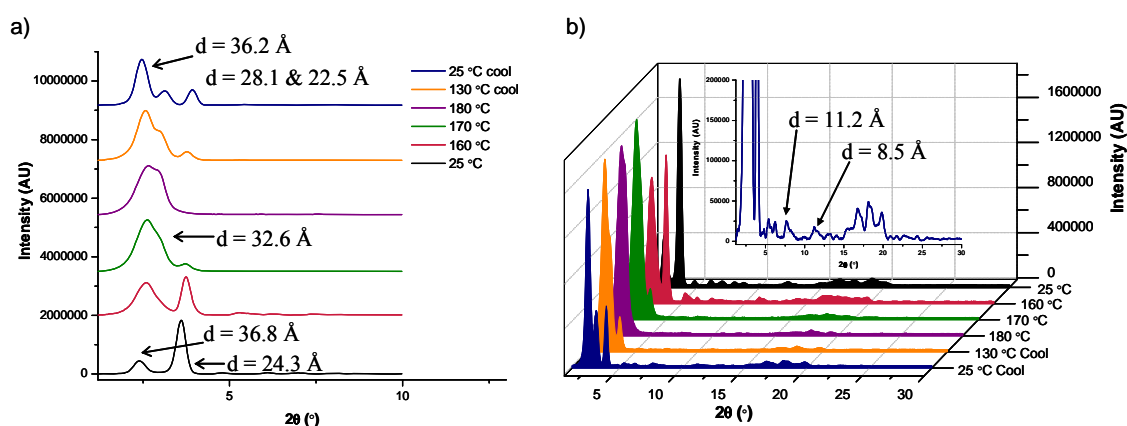 a)
d = 36.2 Å
d = 28.1 & 22.5 Å
25 °C cool
130 °C cool
180 °C
170 °C
160 °C
25 °C
10000000
8000000
6000000
4000000
2000000
0
Intensity (AU)
d = 32.6 Å
d = 36.8 Å
d = 24.3 Å
5
10
2θ (°)
b)
200000
150000
100000
50000
0
Intensity (AU)
d = 11.2 Å
d = 8.5 Å
5
10
15
20
25
30
2θ (°)
1600000
1200000
800000
400000
0
Intensity (AU)
25 °C
160 °C
170 °C
180 °C
130 °C Cool
25 °C Cool
5
10
15
20
25
30
2θ (°)